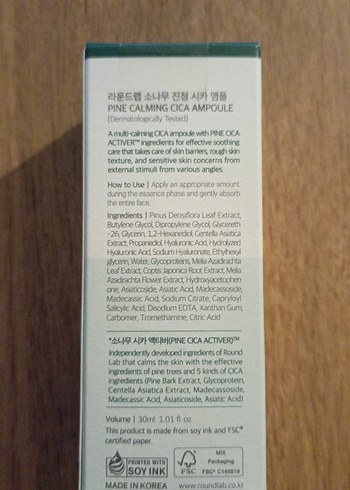 라운드랩 소나무 진정 시카 앰플
PINE CALMING CICA AMPOULE
[Dermatologically Tested]
A multi-calming CICA ampoule with PINE CICA
ACTIVER™ ingredients for effective soothing
care that takes care of skin barriers, rough skin
texture, and sensitive skin concerns from
external stimuli from various angles.
How to Use | Apply an appropriate amount
during the essence phase and gently absorb
the entire face.
Ingredients | Pinus Densiflora Leaf Extract,
Butylene Glycol, Dipropylene Glycol, Glycereth
-26, Glycerin, 1,2-Hexanediol, Centella Asiatica
Extract, Propanediol, Hyaluronic Acid, Hydrolyzed
Hyaluronic Acid, Sodium Hyaluronate, Ethylhexyl
glycerin, Water, Glycoproteins, Melia Azadirachta
Leaf Extract, Coptis Japonica Root Extract, Melia
Azadirachta Flower Extract, Hydroxyacetophen
one, Asiaticoside, Asiatic Acid, Madecassoside,
Madecassic Acid, Sodium Citrate, Capryloyl
Salicylic Acid, Disodium EDTA, Xanthan Gum,
Carbomer, Tromethamine, Citric Acid
*소나무 시카 액티버(PINE CICA ACTIVER)™
Independently developed ingredients of Round
Lab that calms the skin with the effective
ingredients of pine trees and 5 kinds of CICA
ingredients (Pine Bark Extract, Glycoprotein,
Centella Asiatica Extract, Madecassoside,
Madecassic Acid, Asiaticoside, Asiatic Acid)
Volume | 30ml 1.01 fl oz
This product is made from soy ink and FSC®
certified paper.
PRINTED WITH
SOY INK
FSC
MIX
Packaging
FSC® C140819
MADE IN KOREA
www.roundlab.co.kr